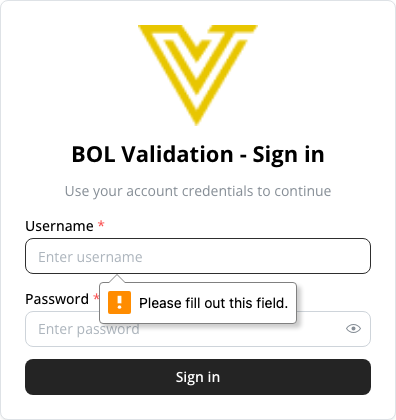 BOL Validation - Sign in
Use your account credentials to continue
Username *
Enter username
Please fill out this field.
Password *
Enter password
Sign in